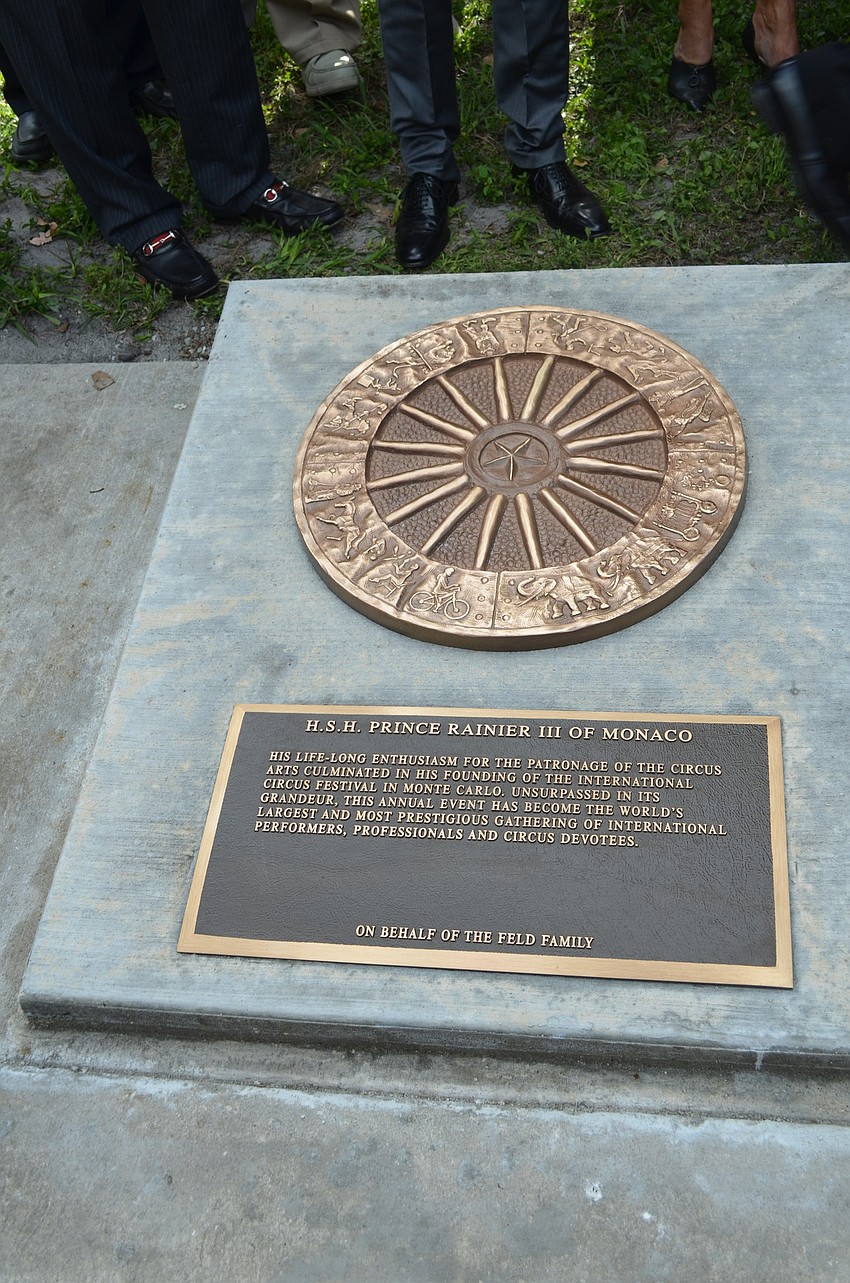 H.S.H. PRINCE RAINIER III OF MONACO
HIS LIFE-LONG ENTHUSIASM FOR THE PATRONAGE OF THE CIRCUS
ARTS CULMINATED IN HIS FOUNDING OF THE INTERNATIONAL
CIRCUS FESTIVAL IN MONTE CARLO. UNSURPASSED IN ITS
GRANDEUR, THIS ANNUAL EVENT HAS BECOME THE WORLD'S
LARGEST AND MOST PRESTIGIOUS GATHERING OF INTERNATIONAL
PERFORMERS, PROFESSIONALS AND CIRCUS DEVOTEES.
ON BEHALF OF THE FELD FAMILY